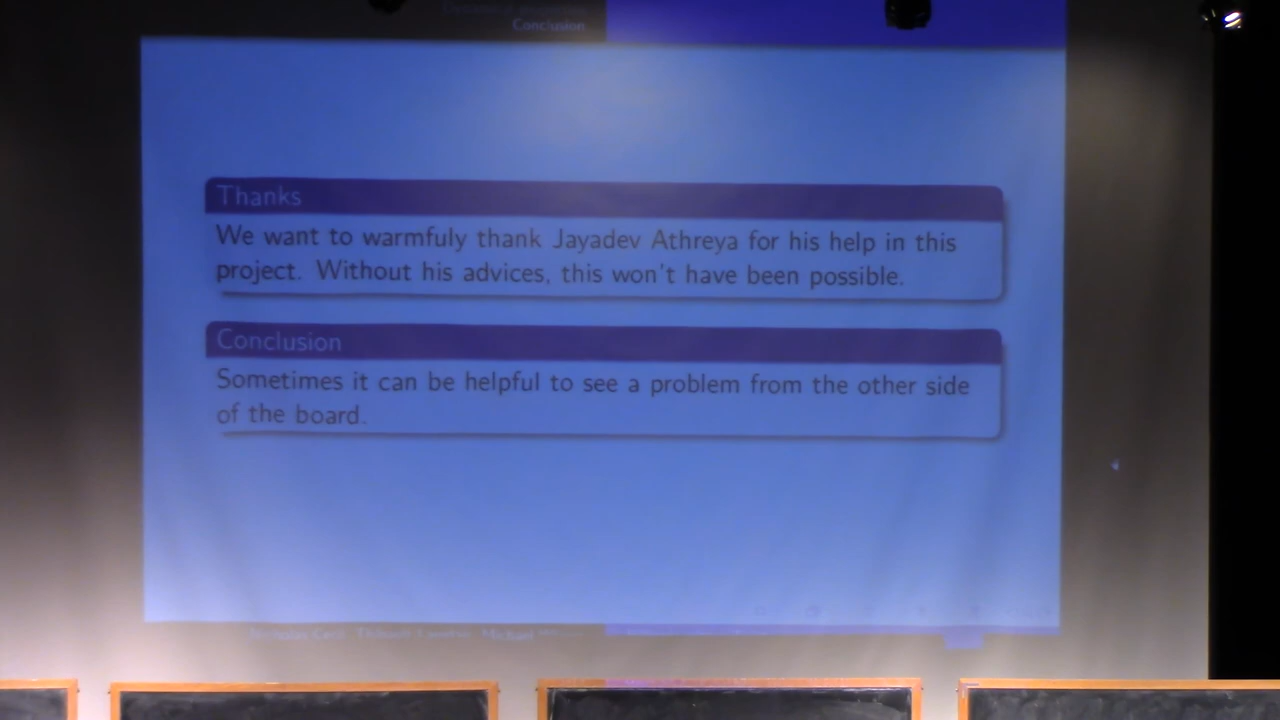 Conclusion
Thanks
We want to warmfuly thank Jayadev Athreya for his help in this
project. Without his advices, this won't have been possible.
Conclusion
Sometimes it can be helpful to see a problem from the other side
of the board.
Michael